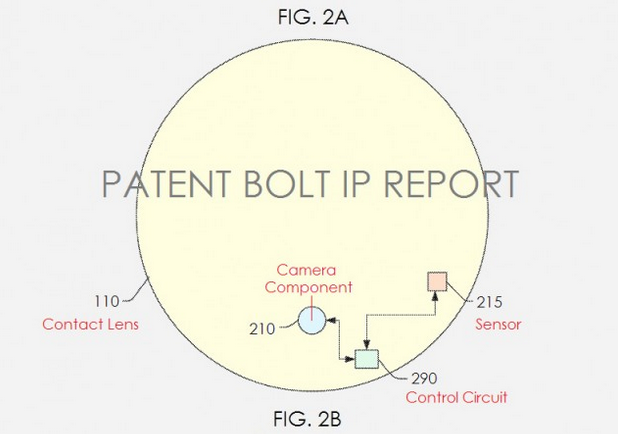 FIG. 2A
PATENT BOLT IP REPORT
Camera
Component
110
215
Contact Lens
210
Sensor
290
Control Circuit
FIG. 2B